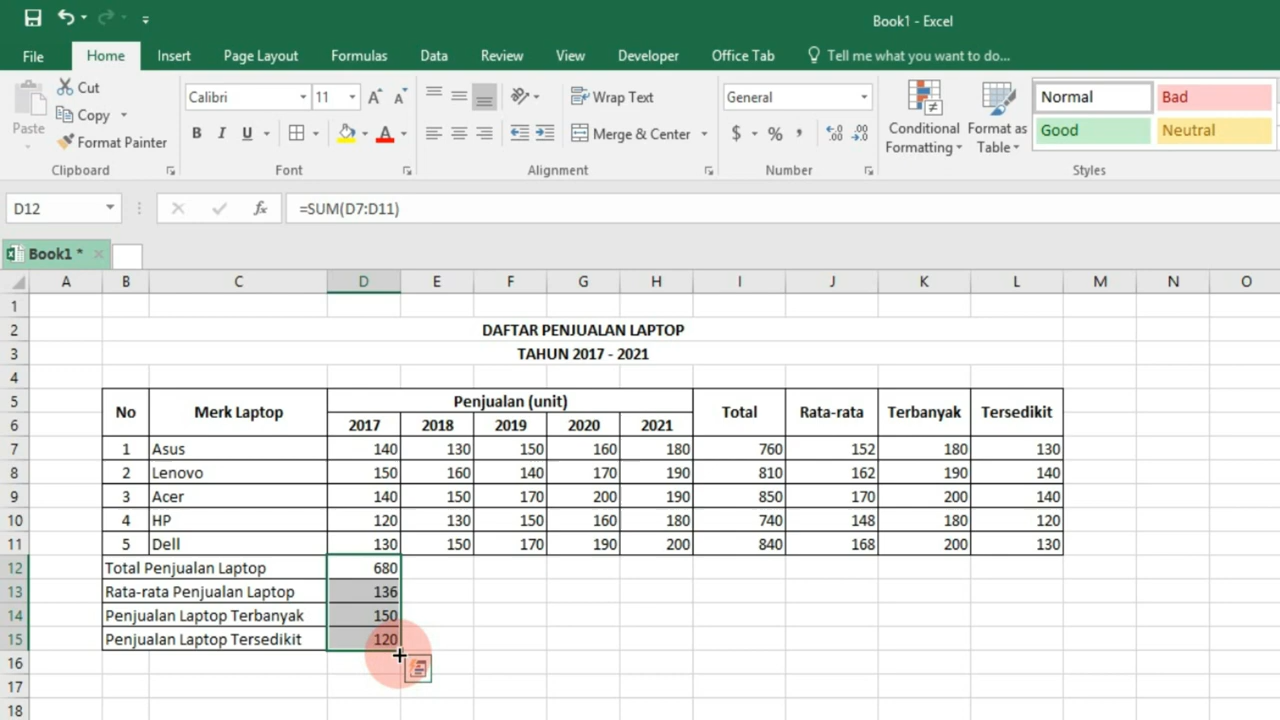 Book1 - Excel
File Home Insert Page Layout Formulas Data Review View Developer Office Tab Tell me what you want to do...
Paste Cut Copy Format Painter
Calibri 11 B I U A A A
Wrap Text Merge & Center
General $ % , .0 .00 .00 .0
Conditional Formatting Format as Table
Normal Bad Good Neutral
Clipboard Font Alignment Number Styles
D12 fx =SUM(D7:D11)
Book1 *
A B C D E F G H I J K L M N O
1
2 DAFTAR PENJUALAN LAPTOP
3 TAHUN 2017 - 2021
4
5 No Merk Laptop Penjualan (unit) Total Rata-rata Terbanyak Tersedikit
6 2017 2018 2019 2020 2021
7 1 Asus 140 130 150 160 180 760 152 180 130
8 2 Lenovo 150 160 140 170 190 810 162 190 140
9 3 Acer 140 150 170 200 190 850 170 200 140
10 4 HP 120 130 150 160 180 740 148 180 120
11 5 Dell 130 150 170 190 200 840 168 200 130
12 Total Penjualan Laptop 680
13 Rata-rata Penjualan Laptop 136
14 Penjualan Laptop Terbanyak 150
15 Penjualan Laptop Tersedikit 120
16
17
18